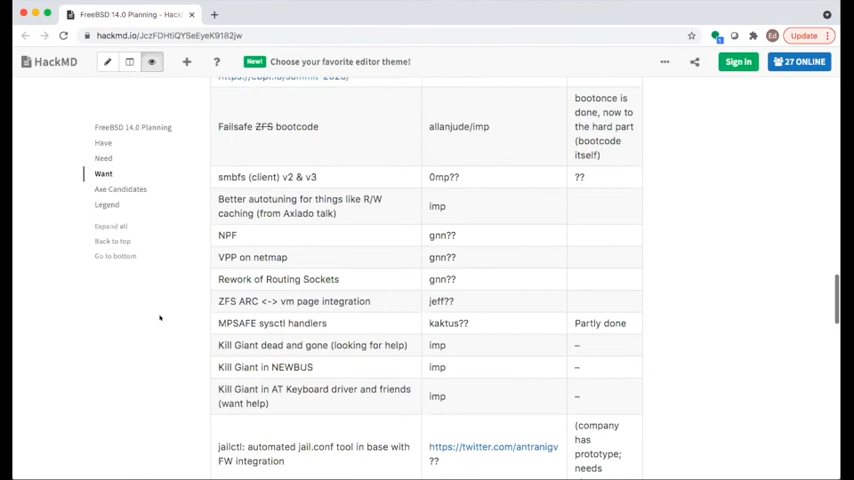 FreeBSD 14.0 Planning - HackMD
hackmd.io/JczFDHtiQYSeEyeK9182jw
Ed
Update
HackMD
New!
Choose your favorite editor theme!
Sign in
27 ONLINE
FreeBSD 14.0 Planning
Have
Need
Want
Axe Candidates
Legend
Expand all
Back to top
Go to bottom
Failsafe ZFS bootcode
allanjude/imp
bootonce is
done, now to
the hard part
(bootcode
itself)
smbfs (client) v2 & v3
0mp??
??
Better autotuning for things like R/W
caching (from Axiado talk)
imp
NPF
gnn??
VPP on netmap
gnn??
Rework of Routing Sockets
gnn??
ZFS ARC <-> vm page integration
jeff??
MPSAFE sysctl handlers
kaktus??
Partly done
Kill Giant dead and gone (looking for help)
imp
–
Kill Giant in NEWBUS
imp
–
Kill Giant in AT Keyboard driver and friends
(want help)
imp
–
jailctl: automated jail.conf tool in base with
FW integration
https://twitter.com/antranigv
??
(company
has
prototype;
needs